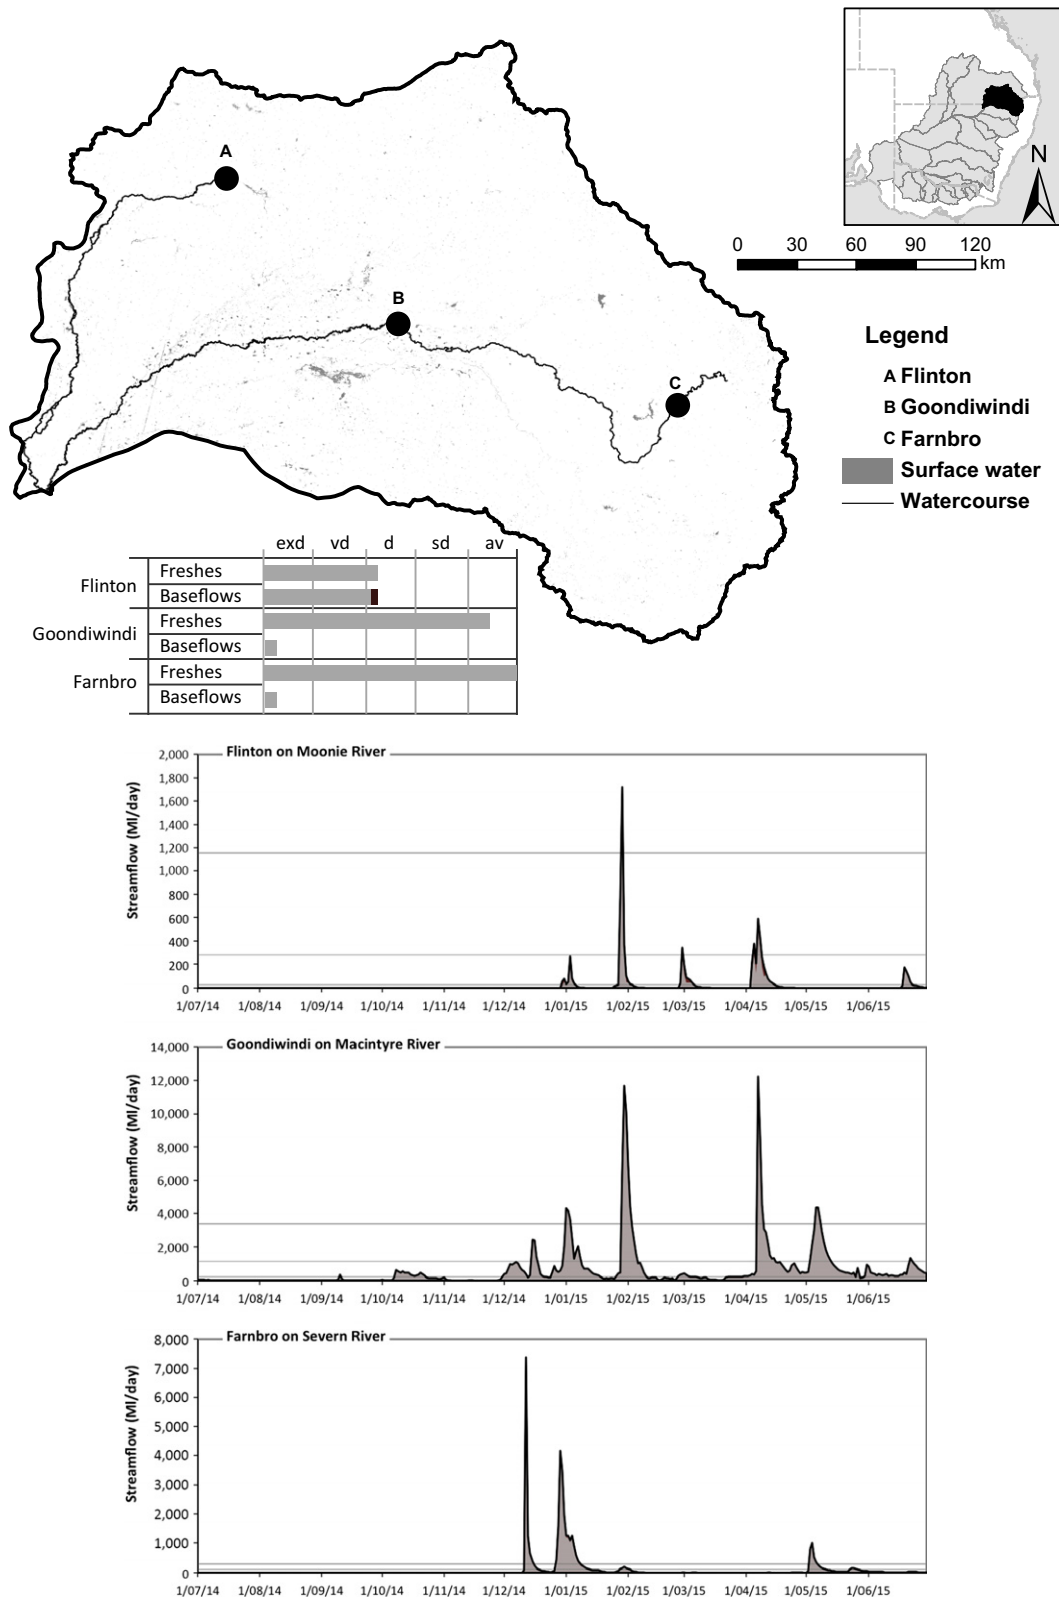 A
B
C
N
0 30 60 90 120
km
Legend
A Flinton
B Goondiwindi
C Farnbro
Surface water
Watercourse
exd vd d sd av
Flinton
Freshes
Baseflows
Goondiwindi
Freshes
Baseflows
Farnbro
Freshes
Baseflows
Flinton on Moonie River
Streamflow (Ml/day)
2,000
1,800
1,600
1,400
1,200
1,000
800
600
400
200
0
1/07/14 1/08/14 1/09/14 1/10/14 1/11/14 1/12/14 1/01/15 1/02/15 1/03/15 1/04/15 1/05/15 1/06/15
Goondiwindi on Macintyre River
Streamflow (Ml/day)
14,000
12,000
10,000
8,000
6,000
4,000
2,000
0
1/07/14 1/08/14 1/09/14 1/10/14 1/11/14 1/12/14 1/01/15 1/02/15 1/03/15 1/04/15 1/05/15 1/06/15
Farnbro on Severn River
Streamflow (Ml/day)
8,000
7,000
6,000
5,000
4,000
3,000
2,000
1,000
0
1/07/14 1/08/14 1/09/14 1/10/14 1/11/14 1/12/14 1/01/15 1/02/15 1/03/15 1/04/15 1/05/15 1/06/15